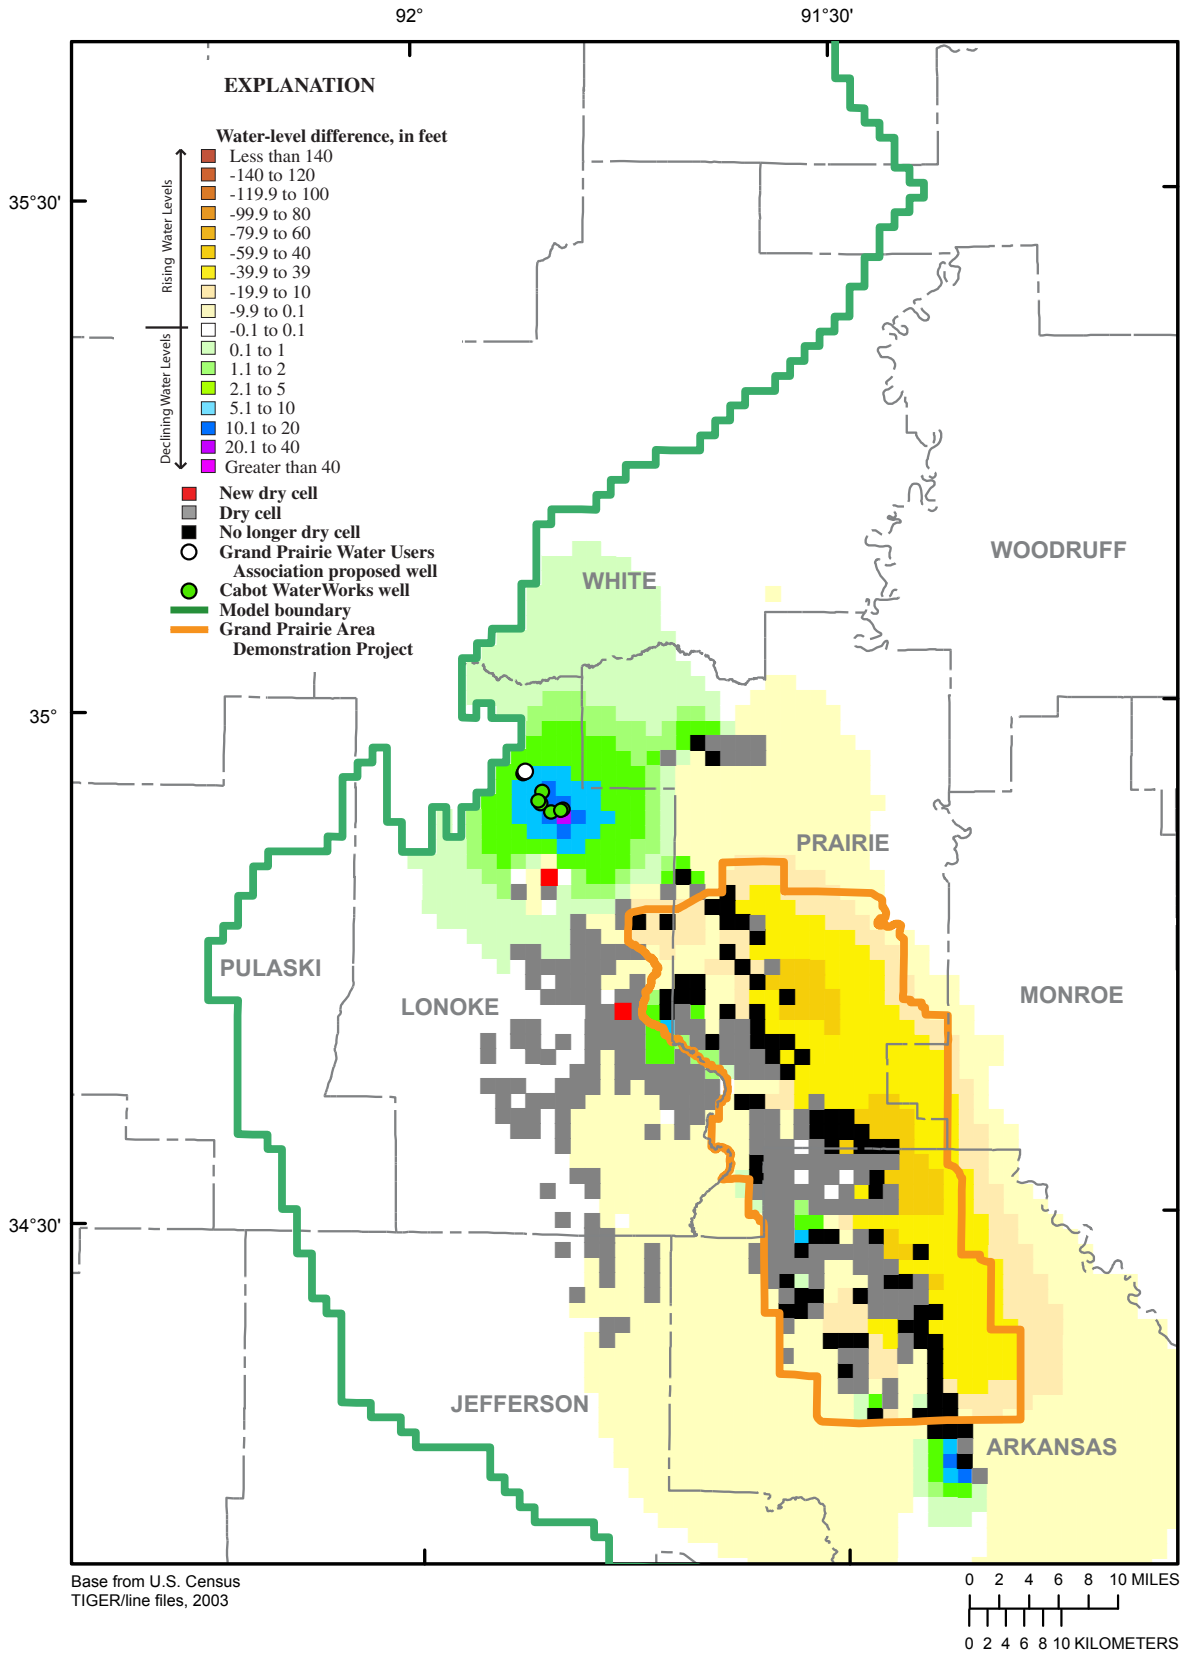 92°
91°30'
EXPLANATION
Water-level difference, in feet
Rising Water Levels
Declining Water Levels
Less than 140
-140 to 120
-119.9 to 100
-99.9 to 80
-79.9 to 60
-59.9 to 40
-39.9 to 39
-19.9 to 10
-9.9 to 0.1
-0.1 to 0.1
0.1 to 1
1.1 to 2
2.1 to 5
5.1 to 10
10.1 to 20
20.1 to 40
Greater than 40
New dry cell
Dry cell
No longer dry cell
Grand Prairie Water Users
Association proposed well
Cabot WaterWorks well
Model boundary
Grand Prairie Area
Demonstration Project
35°30'
35°
34°30'
WOODRUFF
WHITE
PRAIRIE
PULASKI
LONOKE
MONROE
JEFFERSON
ARKANSAS
Base from U.S. Census
TIGER/line files, 2003
0 2 4 6 8 10 MILES
0 2 4 6 8 10 KILOMETERS